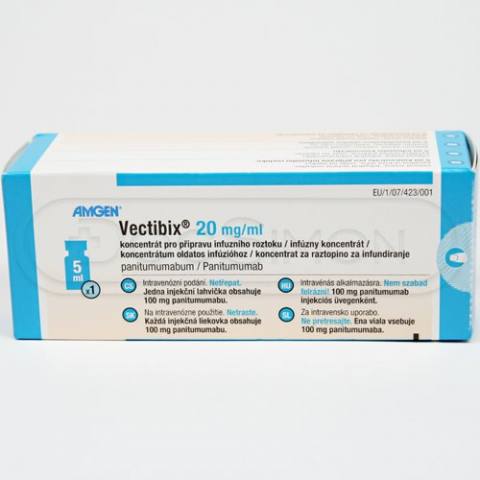 EU/1/07/423/001
AMGEN®
Vectibix® 20 mg/ml
koncentrát pro přípravu infuzního roztoku / infúzny koncentrát /
koncentrátum oldatos infúzióhoz / koncentrat za raztopino za infundiranje
panitumumabum / Panitumumab
5
ml
x1
CS Intravenózní podání. Netřepat.
Jedna injekční lahvička obsahuje
100 mg panitumumabu.
HU Intravénás alkalmazásra. Nem szabad
felrázni! 100 mg panitumumab
injekciós üvegenként.
SK Na intravenózne použitie. Netraste.
Každá injekčná liekovka obsahuje
100 mg panitumumabu.
SL Za intravensko uporabo.
Ne pretresajte. Ena viala vsebuje
100 mg panitumumaba.